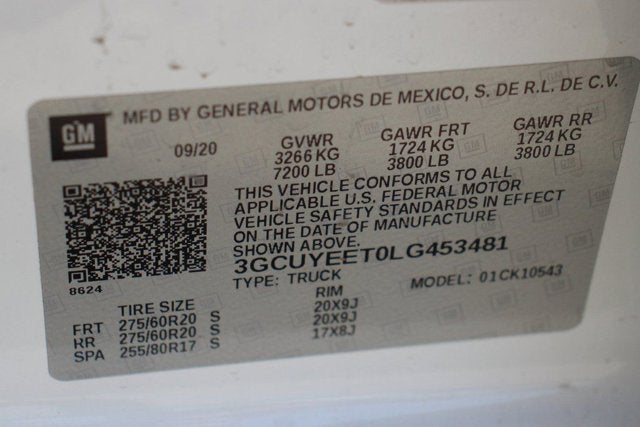 GM MFD BY GENERAL MOTORS DE MEXICO, S. DE R.L. DE C.V.
09/20 GVWR GAWR FRT GAWR RR
3266 KG 1724 KG 1724 KG
7200 LB 3800 LB 3800 LB
THIS VEHICLE CONFORMS TO ALL
APPLICABLE U.S. FEDERAL MOTOR
VEHICLE SAFETY STANDARDS IN EFFECT
ON THE DATE OF MANUFACTURE
SHOWN ABOVE.
3GCUYEET0LG453481
8624 TYPE: TRUCK MODEL: 01CK10543
TIRE SIZE RIM
FRT 275/60R20 S 20X9J
RR 275/60R20 S 20X9J
SPA 255/80R17 S 17X8J